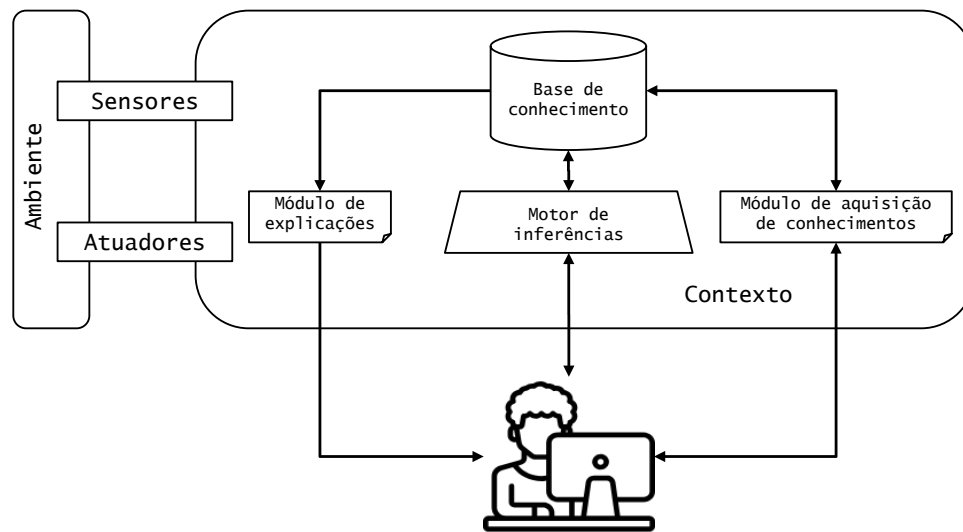 Ambiente
Sensores
Atuadores
Base de
conhecimento
Módulo de
explicações
Motor de
inferências
Módulo de aquisição
de conhecimentos
Contexto